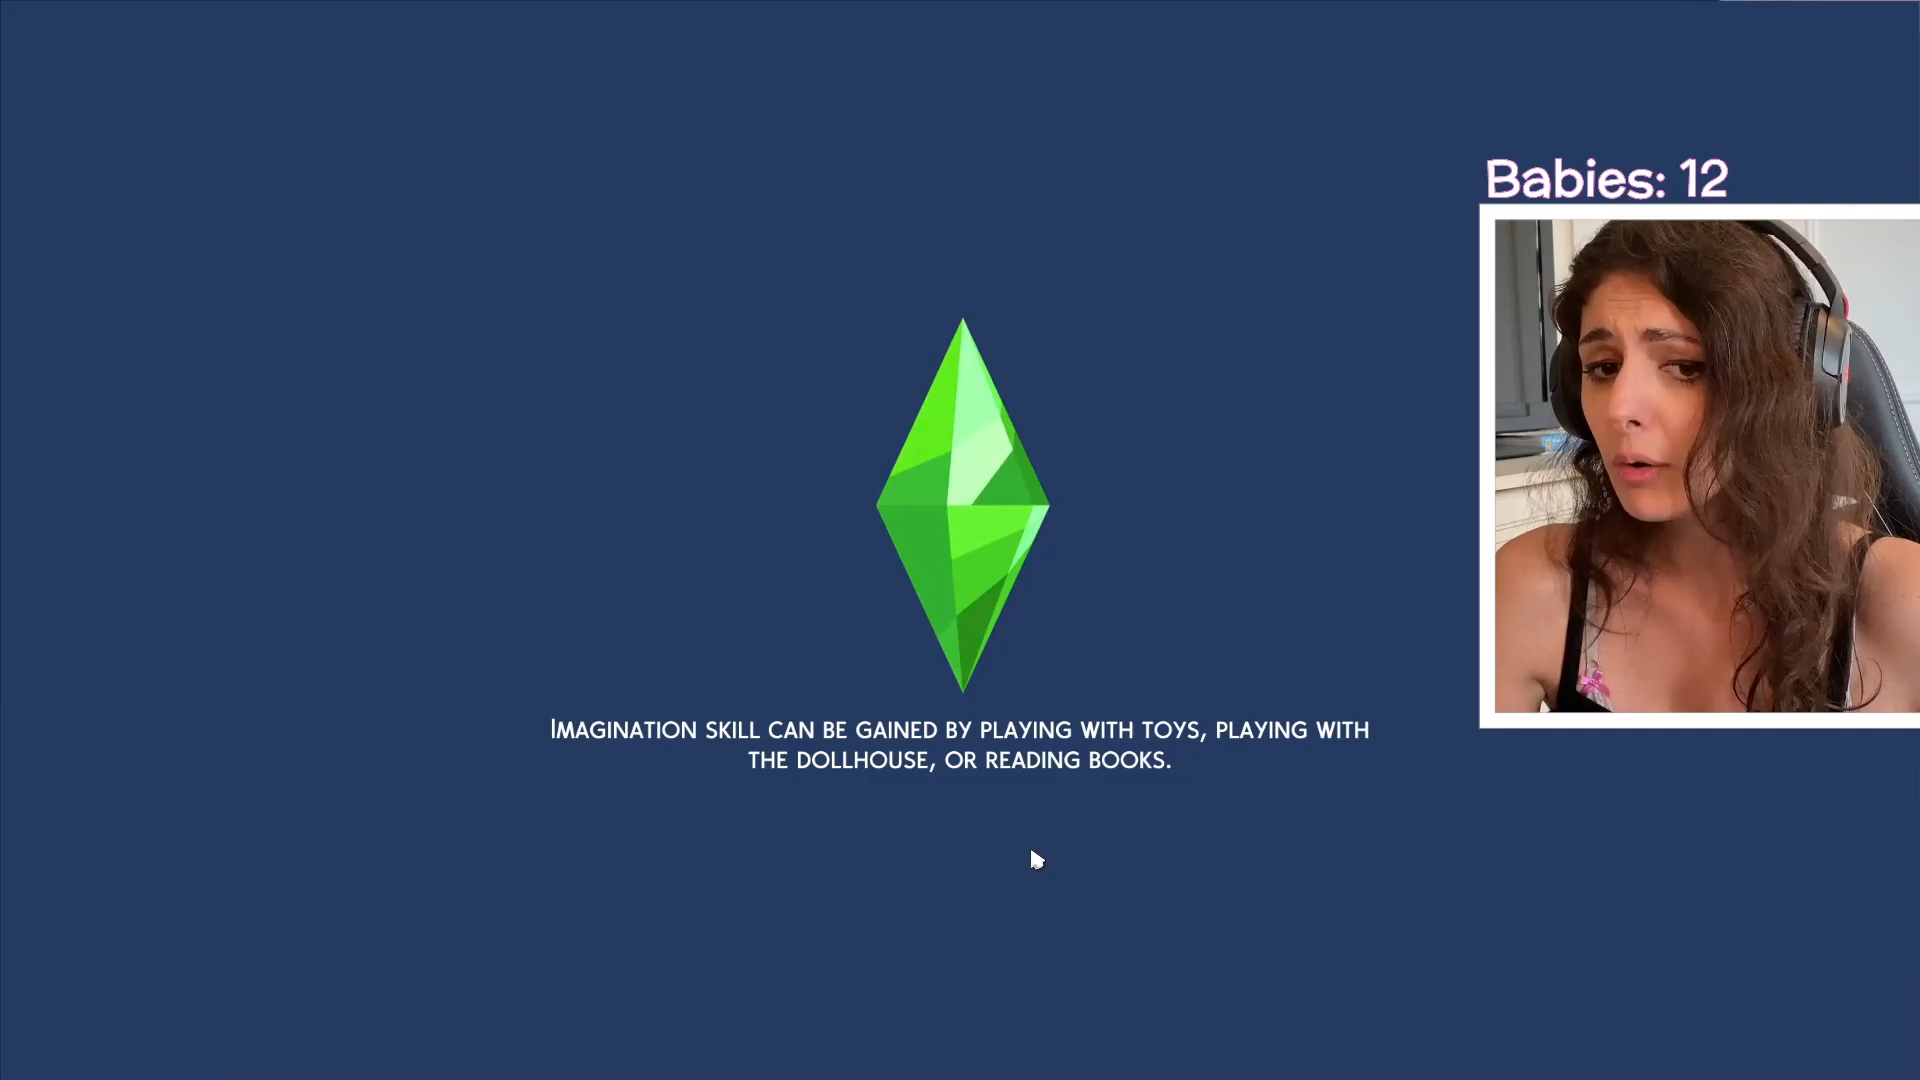 Babies: 12
IMAGINATION SKILL CAN BE GAINED BY PLAYING WITH TOYS, PLAYING WITH
THE DOLLHOUSE, OR READING BOOKS.